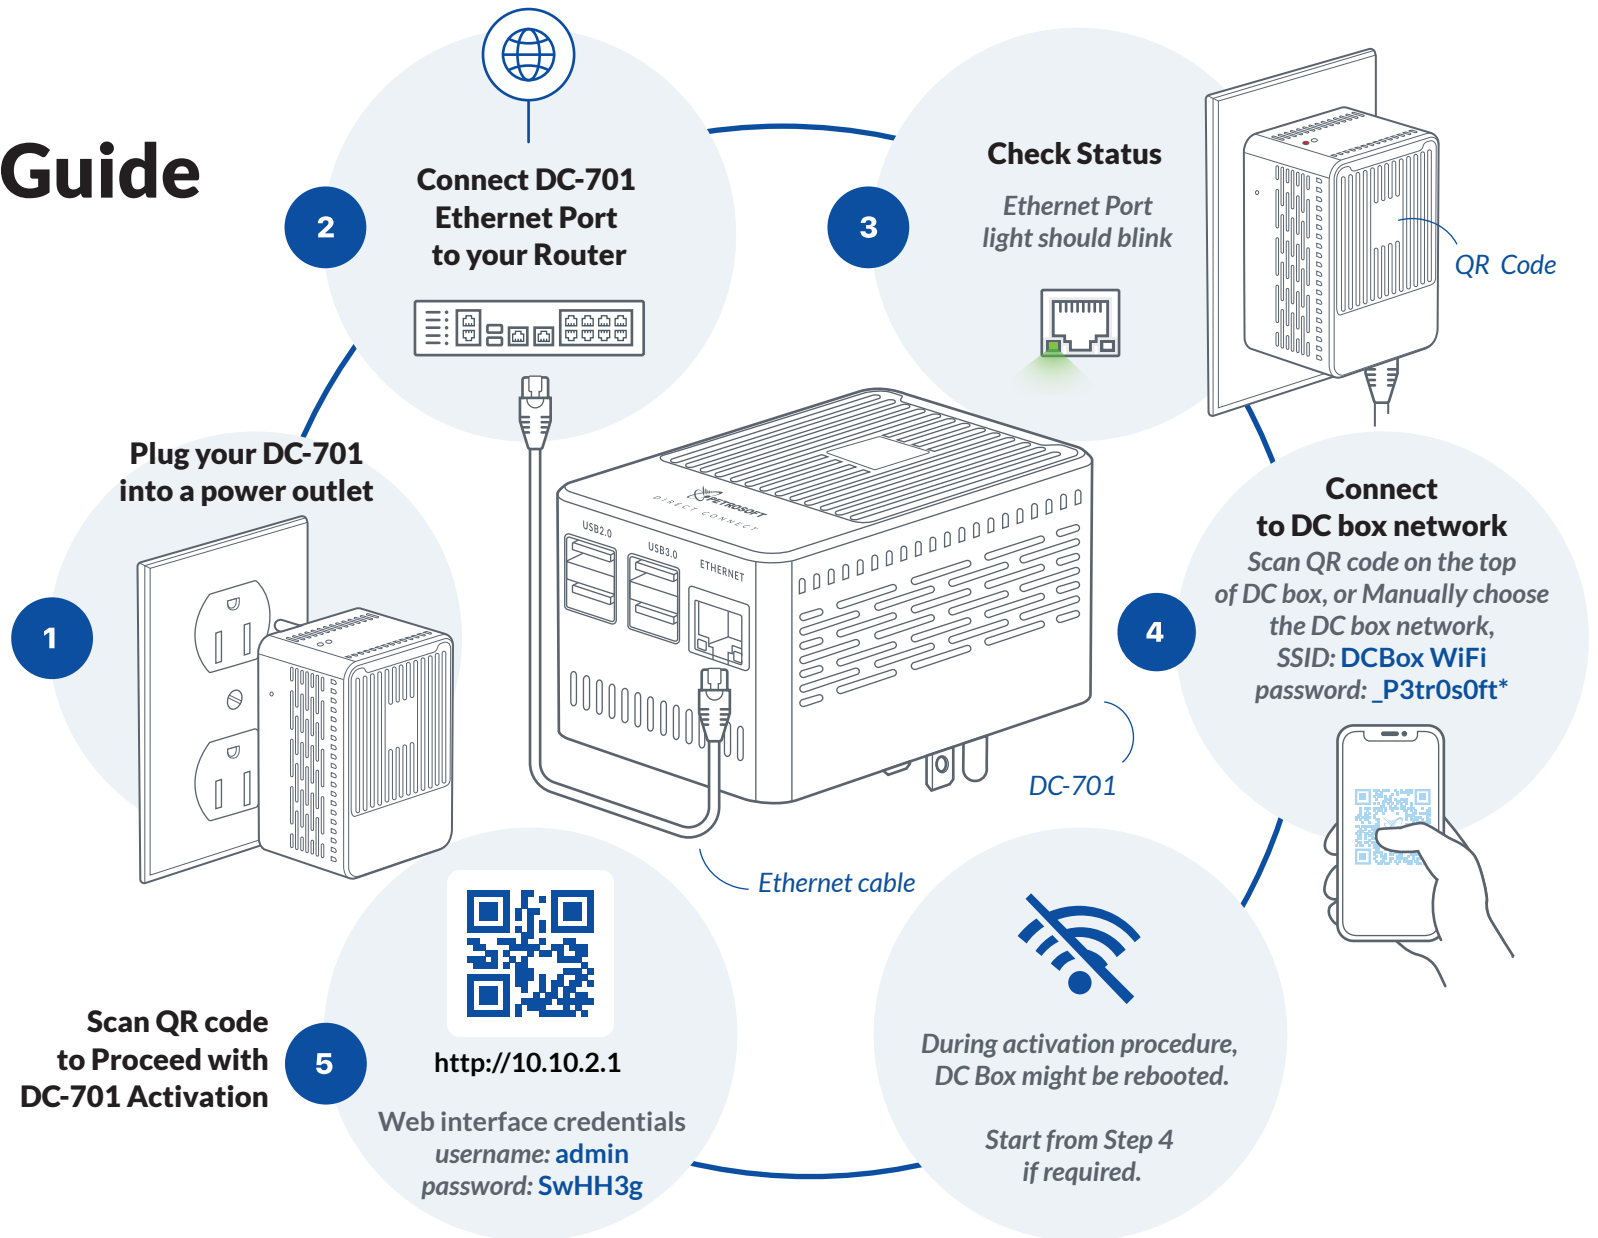 Guide
1
Plug your DC-701
into a power outlet
2
Connect DC-701
Ethernet Port
to your Router
3
Check Status
Ethernet Port
light should blink
QR Code
USB2.0
USB3.0
ETHERNET
PETROSOFT
DIRECT CONNECT
DC-701
Ethernet cable
4
Connect
to DC box network
Scan QR code on the top
of DC box, or Manually choose
the DC box network,
SSID: DCBox WiFi
password: _P3tr0s0ft*
5
Scan QR code
to Proceed with
DC-701 Activation
http://10.10.2.1
Web interface credentials
username: admin
password: SwHH3g
During activation procedure,
DC Box might be rebooted.
Start from Step 4
if required.